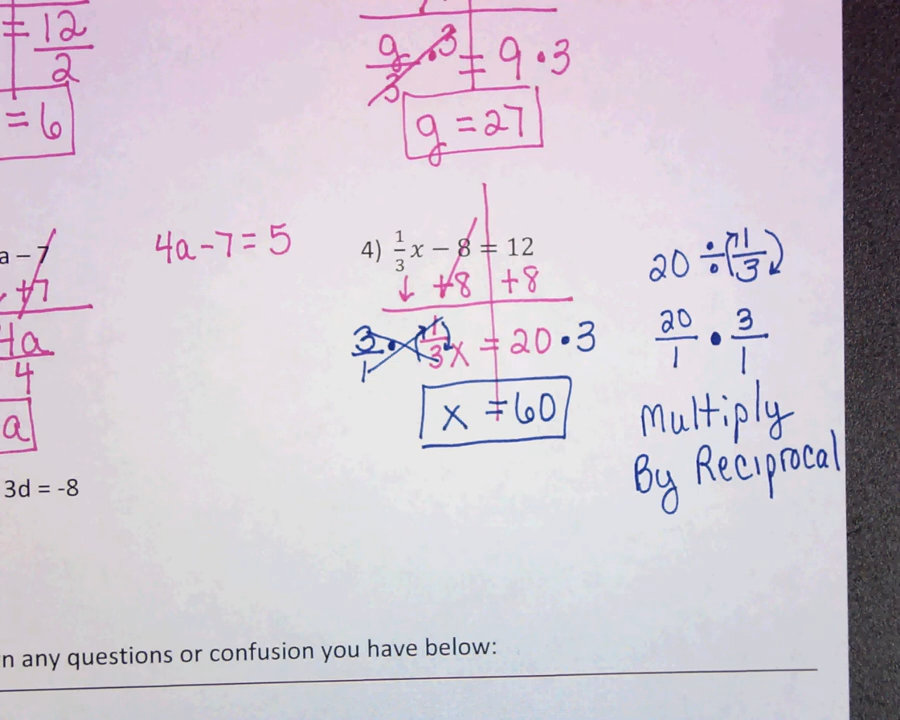 = 12
2
= 6
g/3 · 3 = 9 · 3
g = 27
a – 7
+7
4a
4
a
4a - 7 = 5
4) 1/3 x – 8 = 12
↓ +8 +8
3/1 · (1/3) x = 20 · 3
x = 60
20 ÷ (1/3)
20/1 · 3/1
Multiply
By Reciprocal
3d = -8
n any questions or confusion you have below: